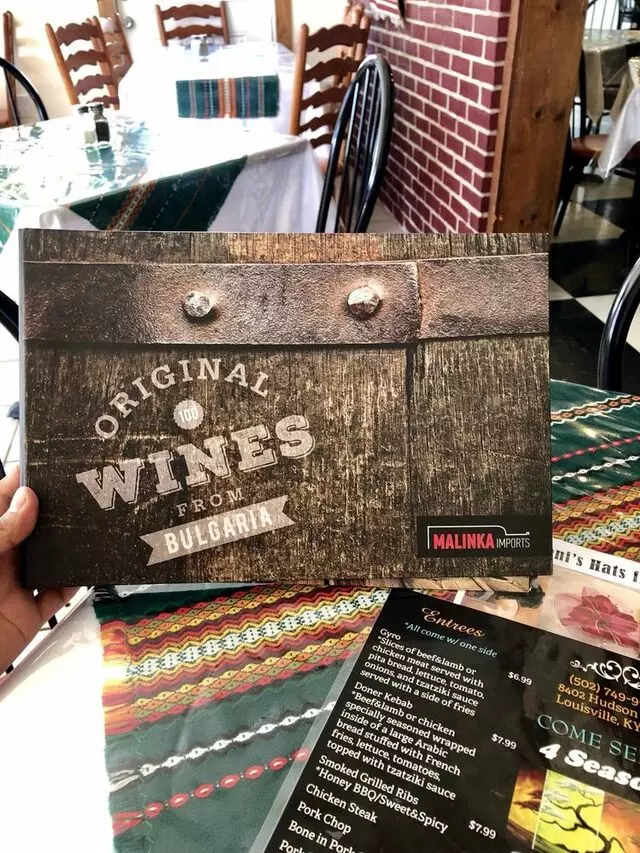 ORIGINAL
100
WINES
FROM
BULGARIA
MALINKA IMPORTS
Entrees
*All come w/ one side
Gyro $6.99
*Slices of beef&lamb or
chicken meat served with
pita bread, lettuce, tomato,
onions, and tzatziki sauce
served with a side of fries
Doner Kebab $7.99
*Beef&lamb or chicken
specially seasoned wrapped
inside of a large Arabic
bread stuffed with French
fries, lettuce, tomatoes,
topped with tzatziki sauce
Smoked Grilled Ribs
*Honey BBQ/Sweet&Spicy
Chicken Steak $7.99
Pork Chop
Bone in Pork
Hats
(502) 749-9
8402 Hudson
Louisville, KY
COME
4